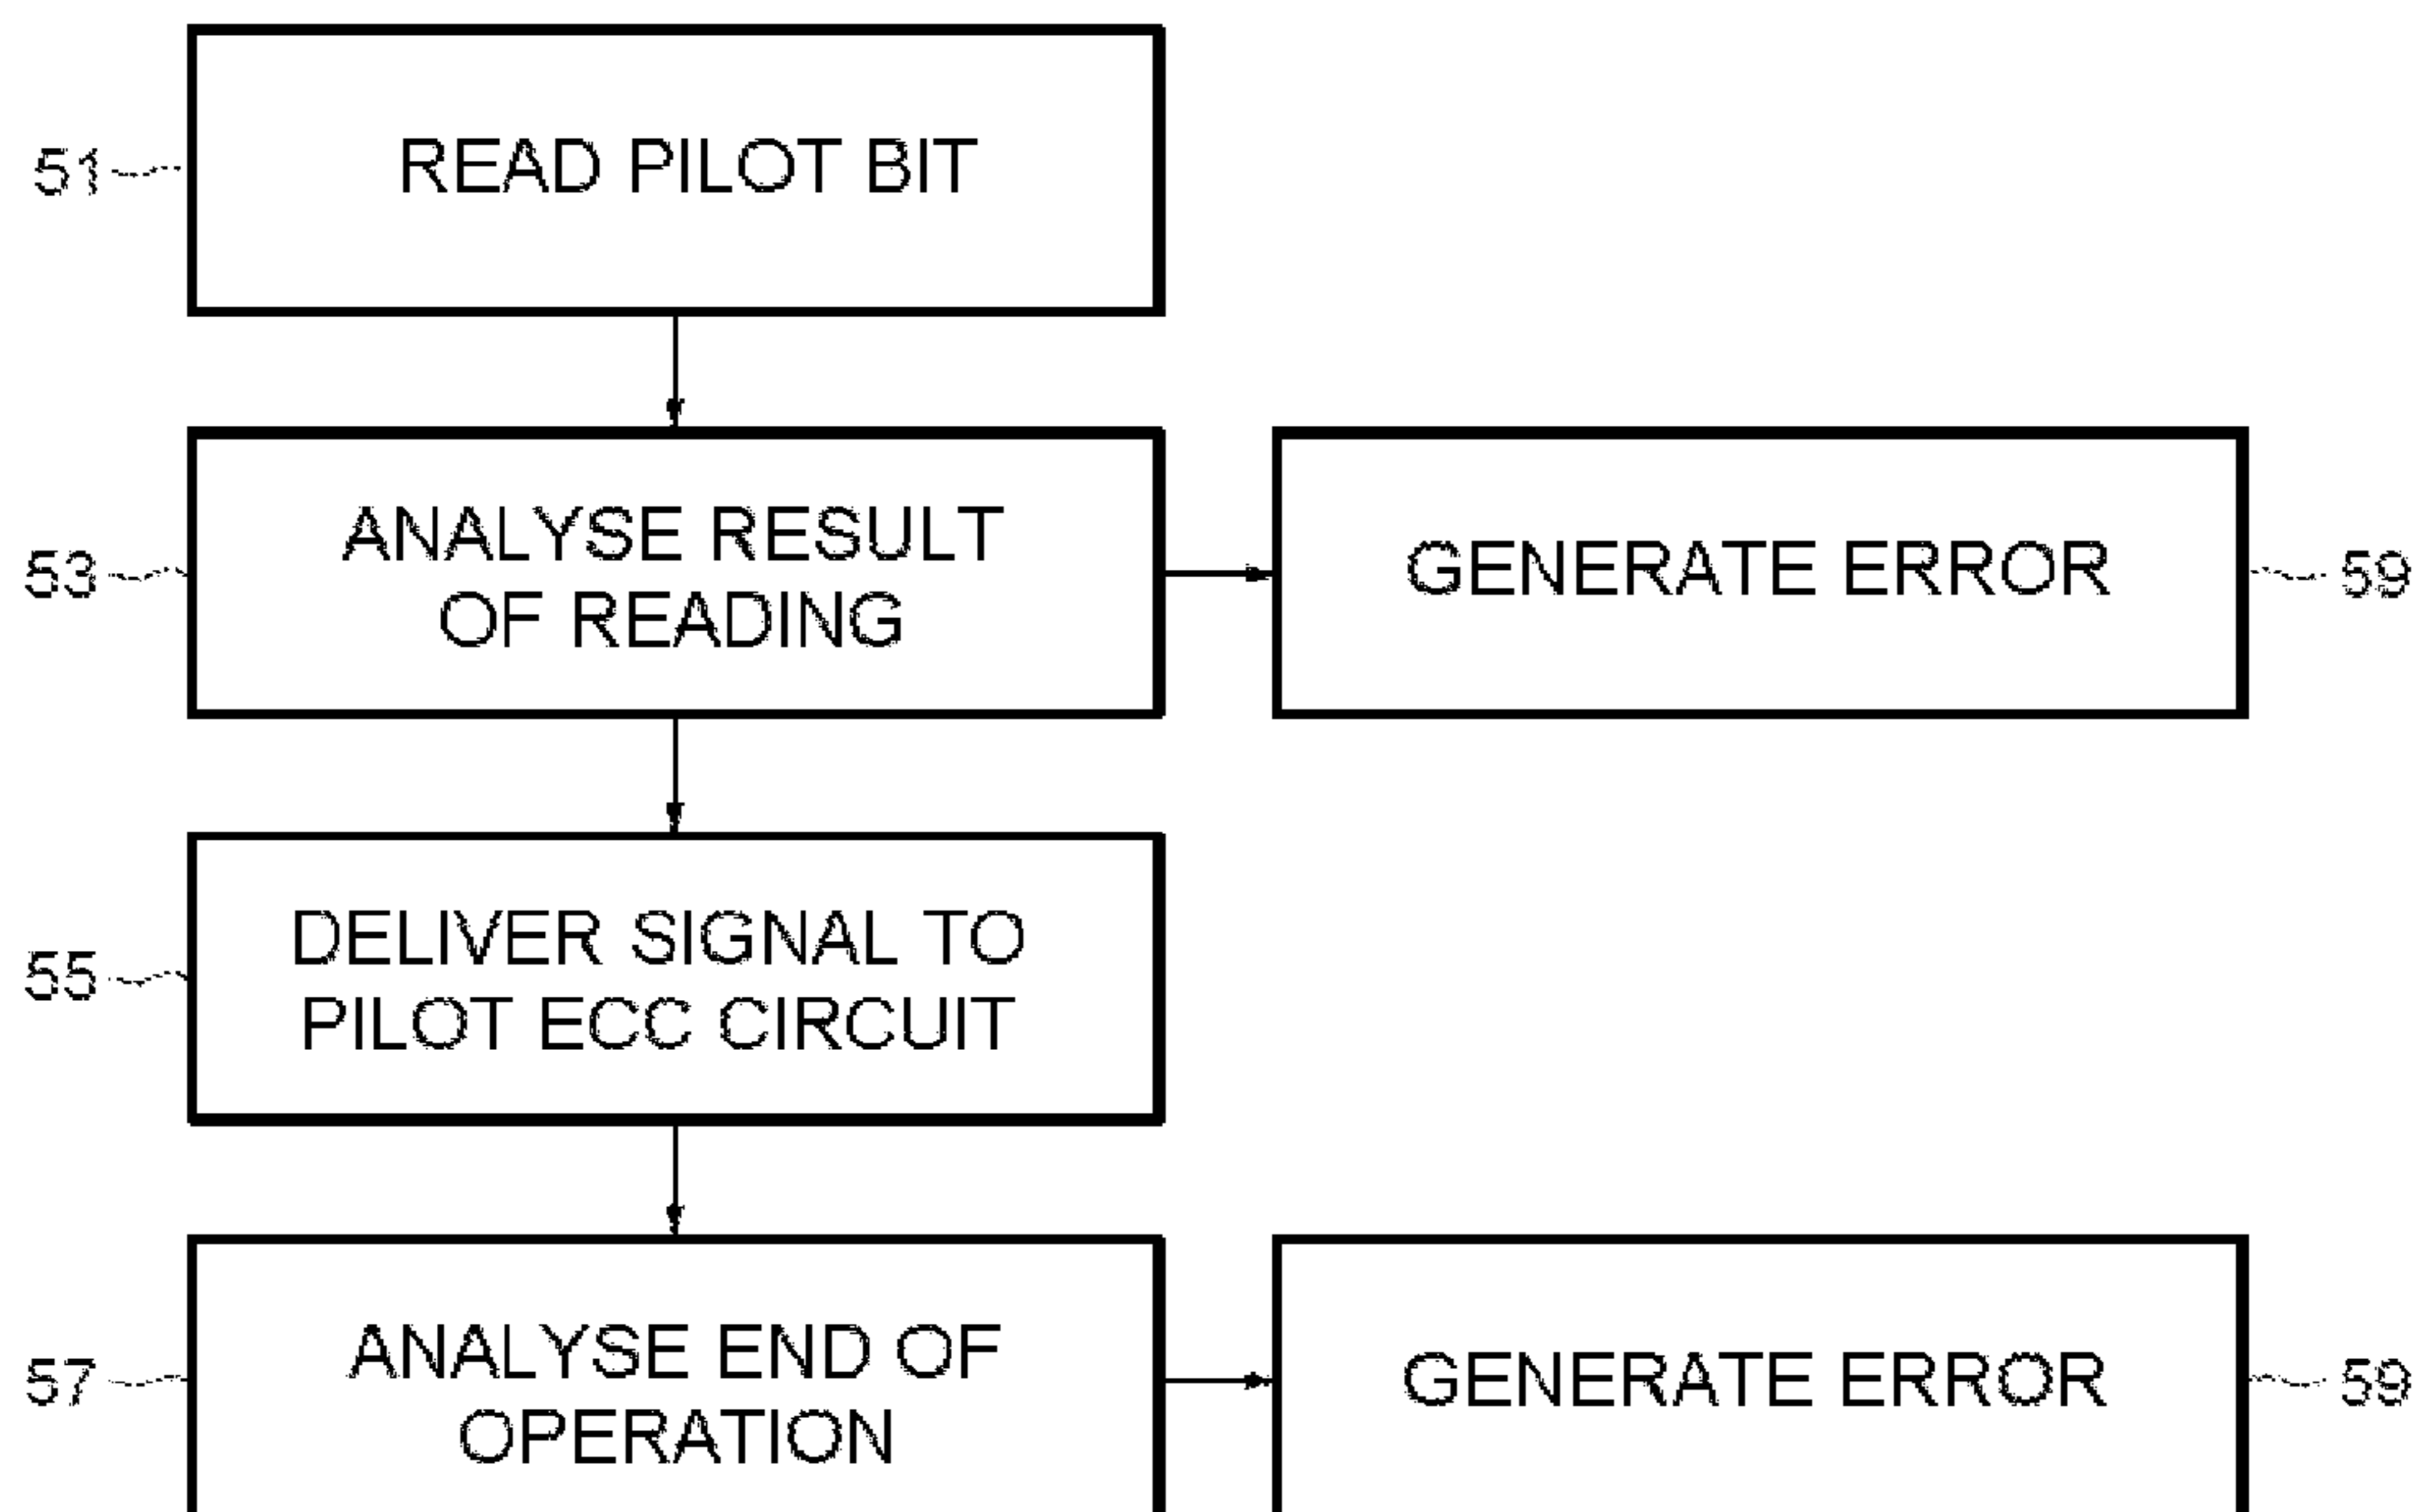 51
READ PILOT BIT
53
ANALYSE RESULT
OF READING
GENERATE ERROR
59
55
DELIVER SIGNAL TO
PILOT ECC CIRCUIT
57
ANALYSE END OF
OPERATION
GENERATE ERROR
59